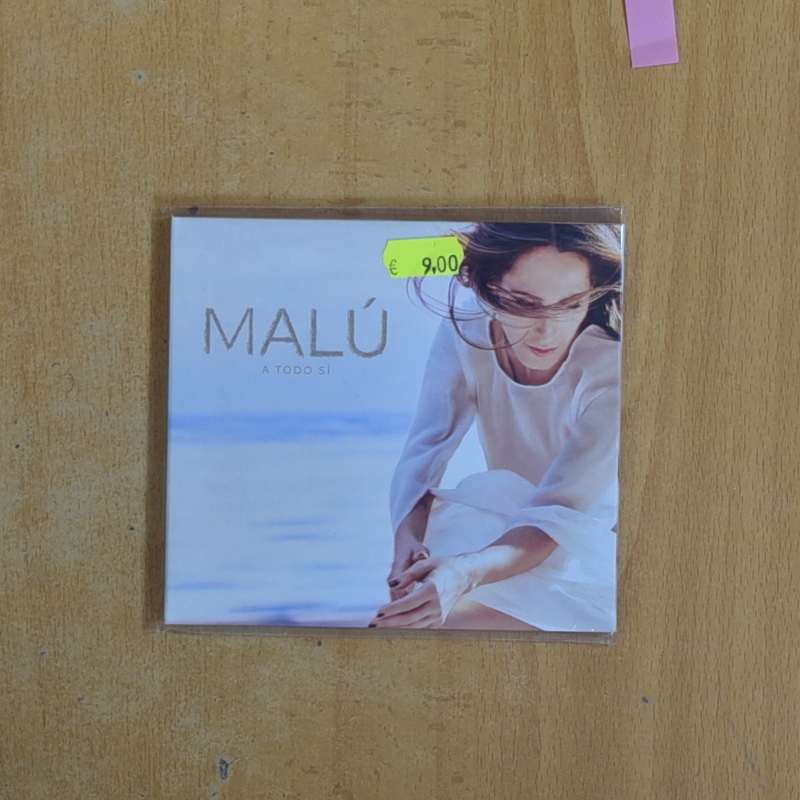 € 9,00
MALÚ
A TODO SÍ